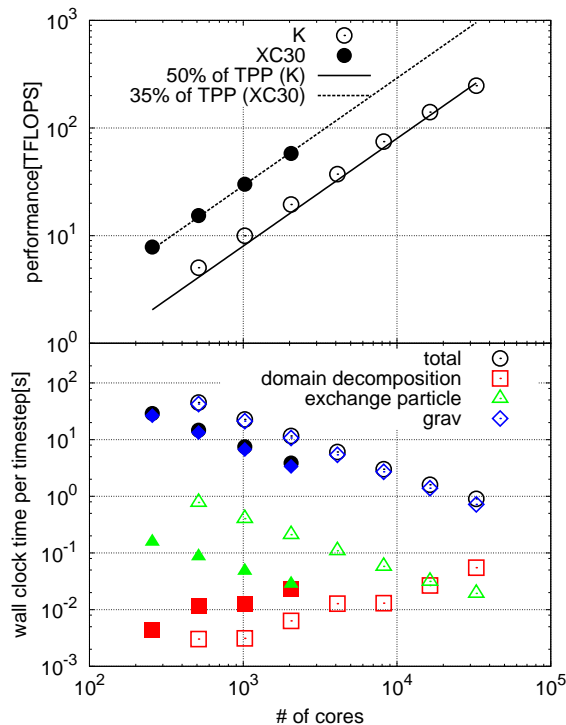 10^3
K
XC30
50% of TPP (K)
35% of TPP (XC30)
10^2
10^1
10^0
performance[TFLOPS]
total
domain decomposition
exchange particle
grav
10^2
10^1
10^0
10^-1
10^-2
10^-3
wall clock time per timestep[s]
10^2
10^3
10^4
10^5
# of cores